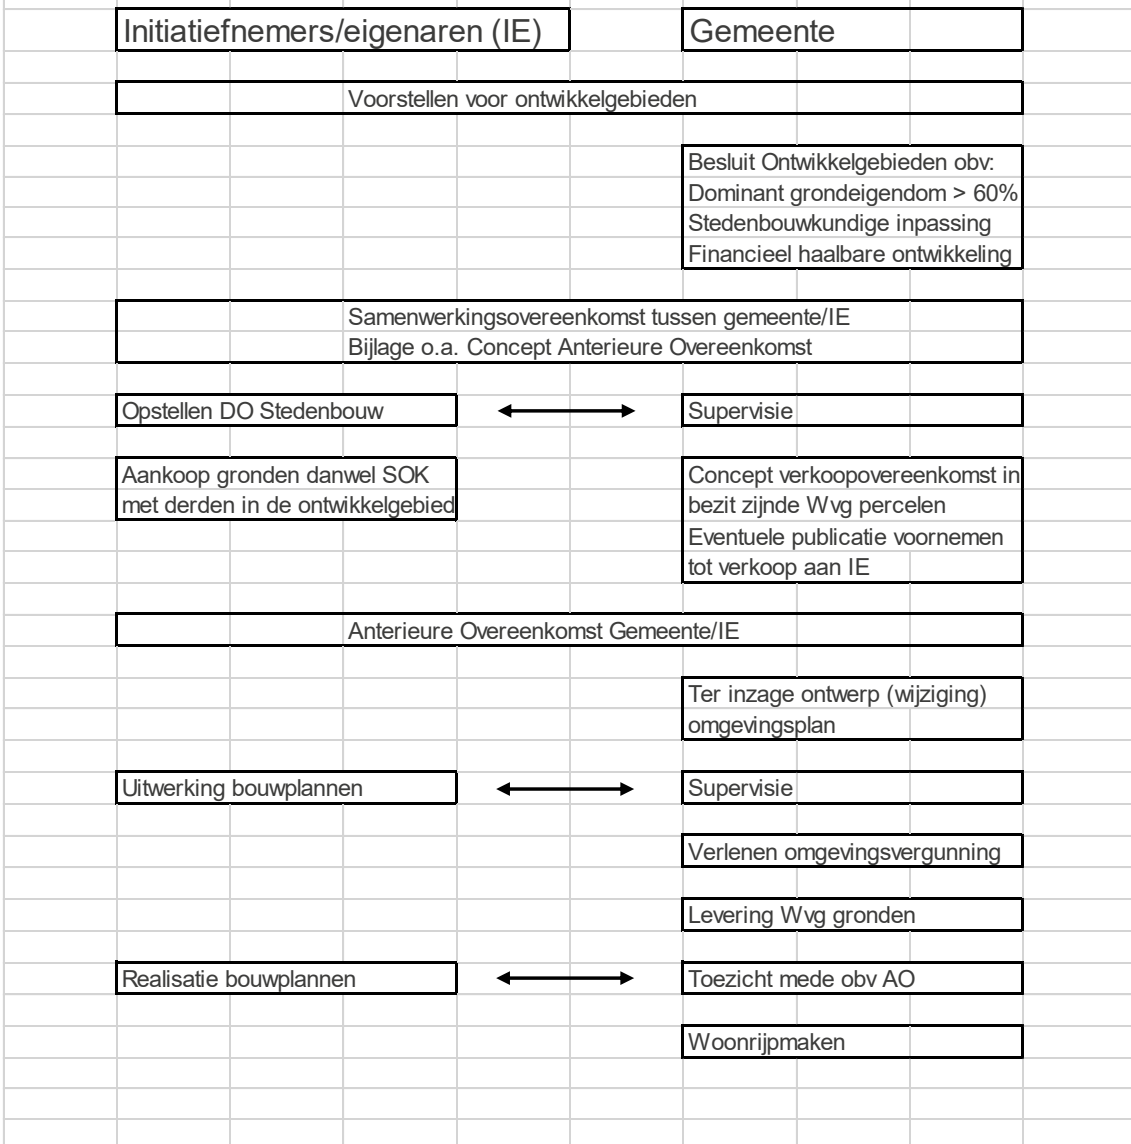 Initiatiefnemers/eigenaren (IE)
Gemeente
Voorstellen voor ontwikkelgebieden
Besluit Ontwikkelgebieden obv:
Dominant grondeigendom > 60%
Stedenbouwkundige inpassing
Financieel haalbare ontwikkeling
Samenwerkingsovereenkomst tussen gemeente/IE
Bijlage o.a. Concept Anterieure Overeenkomst
Opstellen DO Stedenbouw
Supervisie
Aankoop gronden danwel SOK
met derden in de ontwikkelgebied
Concept verkoopovereenkomst in
bezit zijnde Wvg percelen
Eventuele publicatie voornemen
tot verkoop aan IE
Anterieure Overeenkomst Gemeente/IE
Ter inzage ontwerp (wijziging)
omgevingsplan
Uitwerking bouwplannen
Supervisie
Verlenen omgevingsvergunning
Levering Wvg gronden
Realisatie bouwplannen
Toezicht mede obv AO
Woonrijpmaken